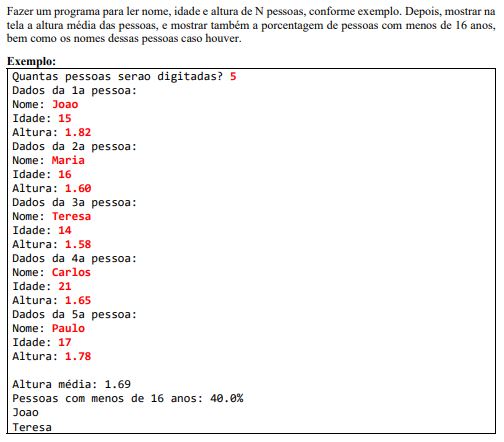 Fazer um programa para ler nome, idade e altura de N pessoas, conforme exemplo. Depois, mostrar na
tela a altura média das pessoas, e mostrar também a porcentagem de pessoas com menos de 16 anos,
bem como os nomes dessas pessoas caso houver.
Exemplo:
Quantas pessoas serao digitadas? 5
Dados da 1a pessoa:
Nome: Joao
Idade: 15
Altura: 1.82
Dados da 2a pessoa:
Nome: Maria
Idade: 16
Altura: 1.60
Dados da 3a pessoa:
Nome: Teresa
Idade: 14
Altura: 1.58
Dados da 4a pessoa:
Nome: Carlos
Idade: 21
Altura: 1.65
Dados da 5a pessoa:
Nome: Paulo
Idade: 17
Altura: 1.78
Altura média: 1.69
Pessoas com menos de 16 anos: 40.0%
Joao
Teresa